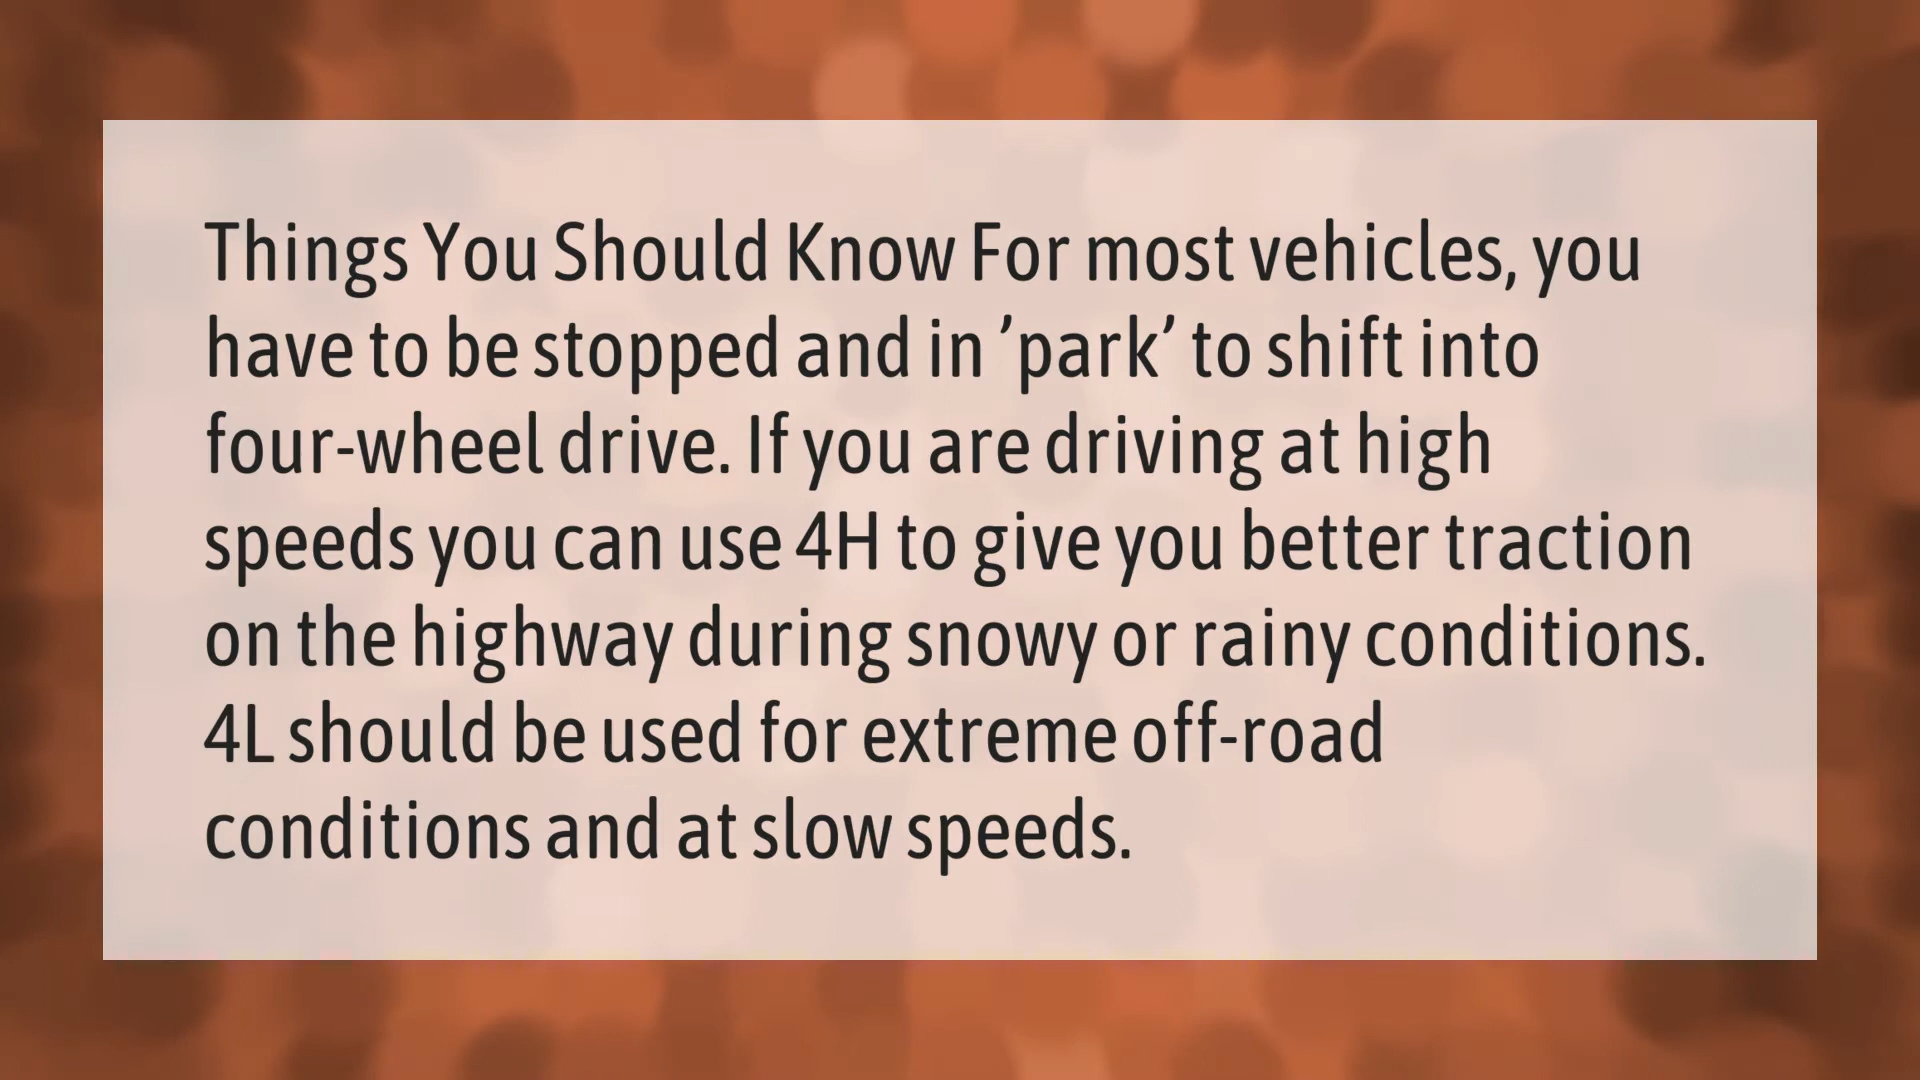 Things You Should Know For most vehicles, you
have to be stopped and in ’park’ to shift into
four-wheel drive. If you are driving at high
speeds you can use 4H to give you better traction
on the highway during snowy or rainy conditions.
4L should be used for extreme off-road
conditions and at slow speeds.